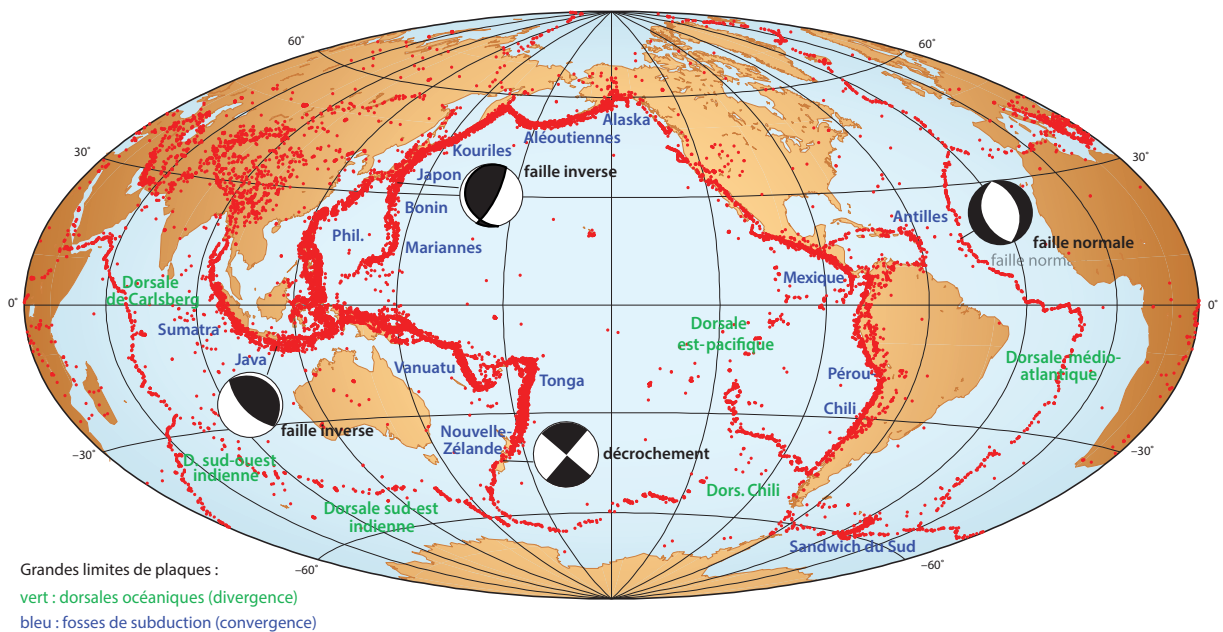 60˚
60˚
Alaska
Aléoutiennes
Kouriles
30˚
30˚
faille inverse
Japon
Bonin
Antilles
Phil.
faille normale
Mariannes
faille norma
Mexique
Dorsale
de Carlsberg
0˚
0˚
Sumatra
Dorsale
est-pacifique
Java
Vanuatu
Tonga
Pérou
Dorsale médio-
atlantique
Chili
faille inverse
Nouvelle-
Zélande
décrochement
–30˚
–30˚
D. sud-ouest
indienne
Dors. Chili
Dorsale sud-est
indienne
Sandwich du Sud
–60˚
–60˚
Grandes limites de plaques :
vert : dorsales océaniques (divergence)
bleu : fosses de subduction (convergence)